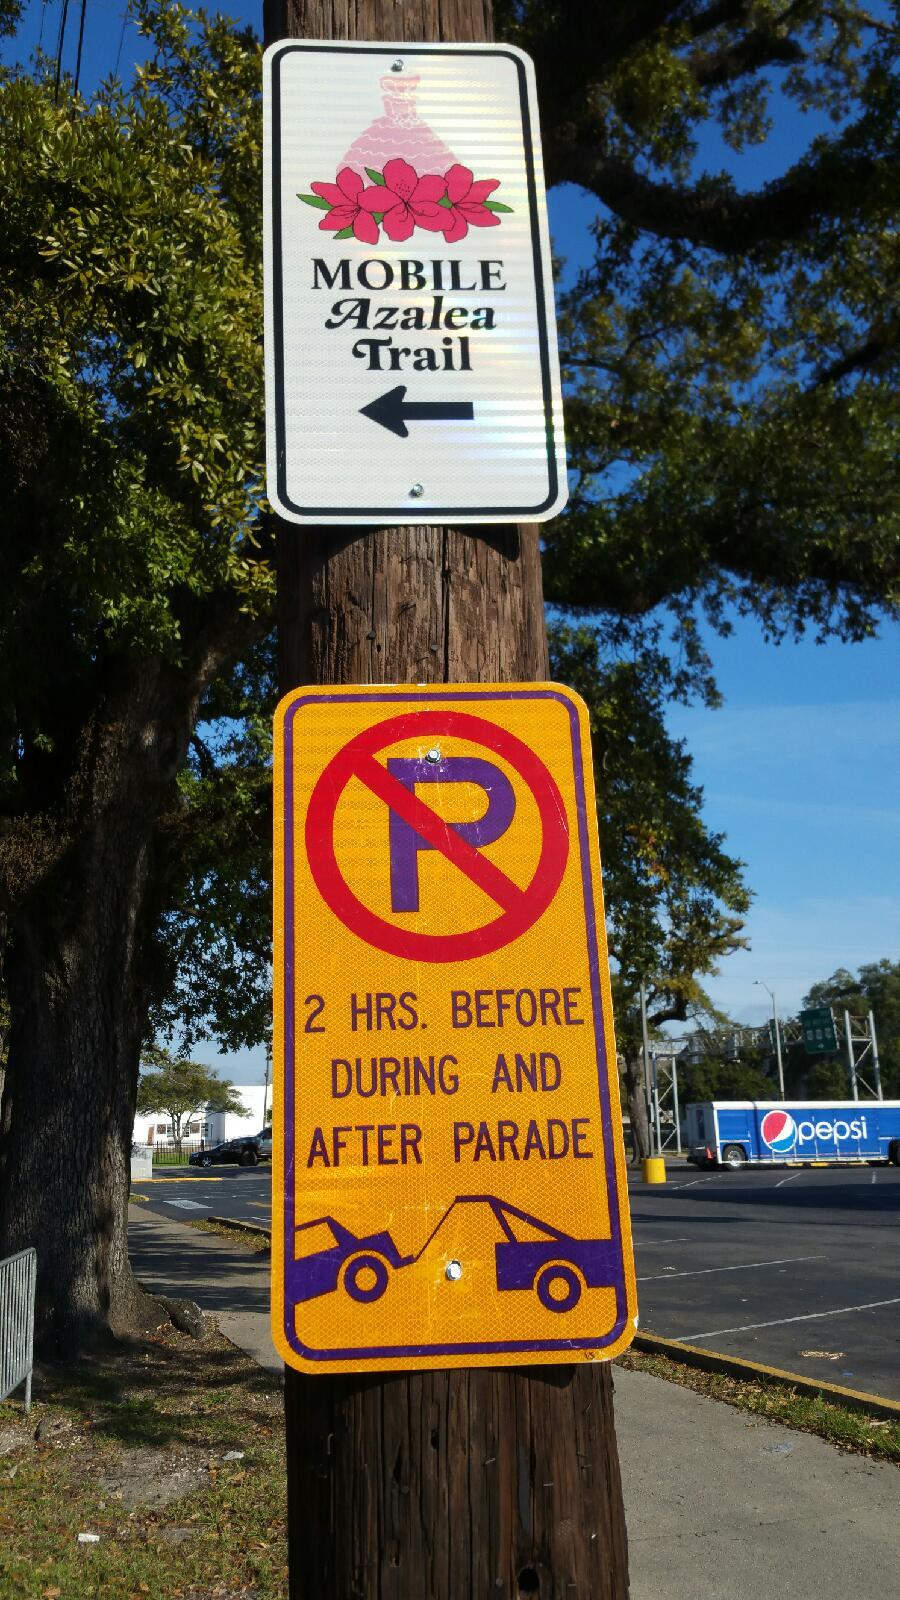 MOBILE
Azalea
Trail
P
2 HRS. BEFORE
DURING AND
AFTER PARADE
pepsi